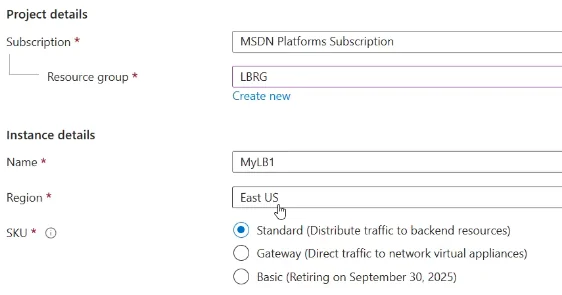 Project details
Subscription *
MSDN Platforms Subscription
Resource group *
LBRG
Create new
Instance details
Name *
MyLB1
Region *
East US
SKU *
Standard (Distribute traffic to backend resources)
Gateway (Direct traffic to network virtual appliances)
Basic (Retiring on September 30, 2025)